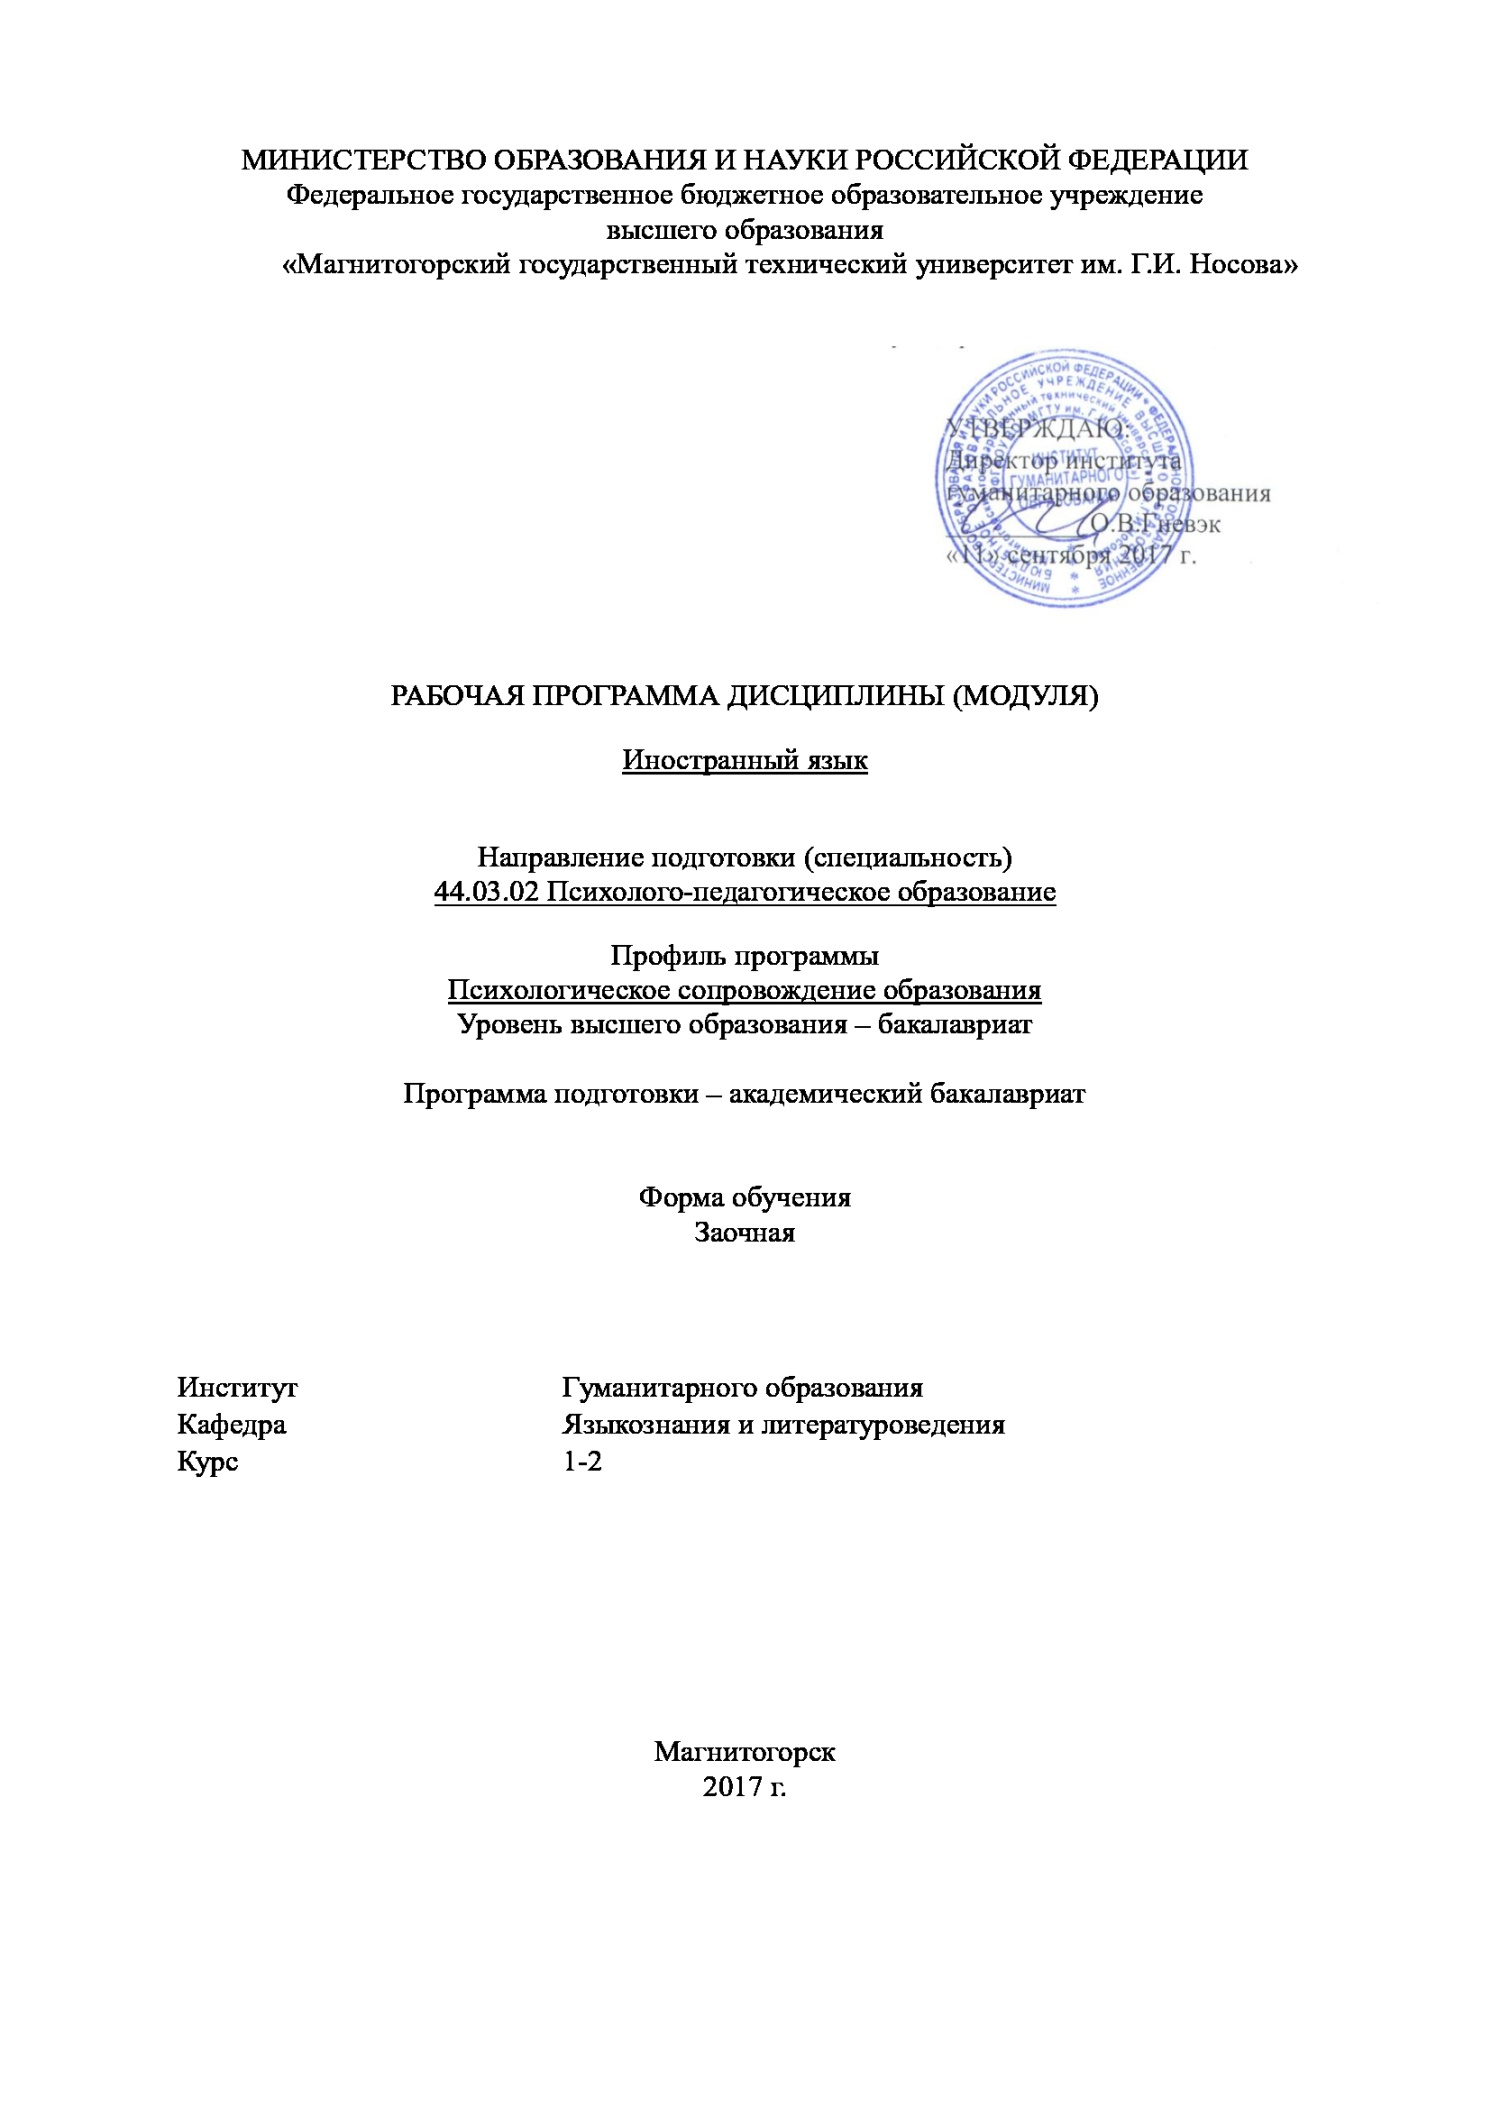 МИНИСТЕРСТВО ОБРАЗОВАНИЯ И НАУКИ РОССИЙСКОЙ ФЕДЕРАЦИИ
Федеральное государственное бюджетное образовательное учреждение
высшего образования
«Магнитогорский государственный технический университет им. Г.И. Носова»
УТВЕРЖДАЮ:
Директор института
гуманитарного образования
О.В.Гневэк
«11» сентября 2017 г.
ИНСТИТУТ
ГУМАНИТАРНОГО
ОБРАЗОВАНИЯ
РАБОЧАЯ ПРОГРАММА ДИСЦИПЛИНЫ (МОДУЛЯ)
Иностранный язык
Направление подготовки (специальность)
44.03.02 Психолого-педагогическое образование
Профиль программы
Психологическое сопровождение образования
Уровень высшего образования – бакалавриат
Программа подготовки – академический бакалавриат
Форма обучения
Заочная
Институт Гуманитарного образования
Кафедра Языкознания и литературоведения
Курс 1-2
Магнитогорск
2017 г.